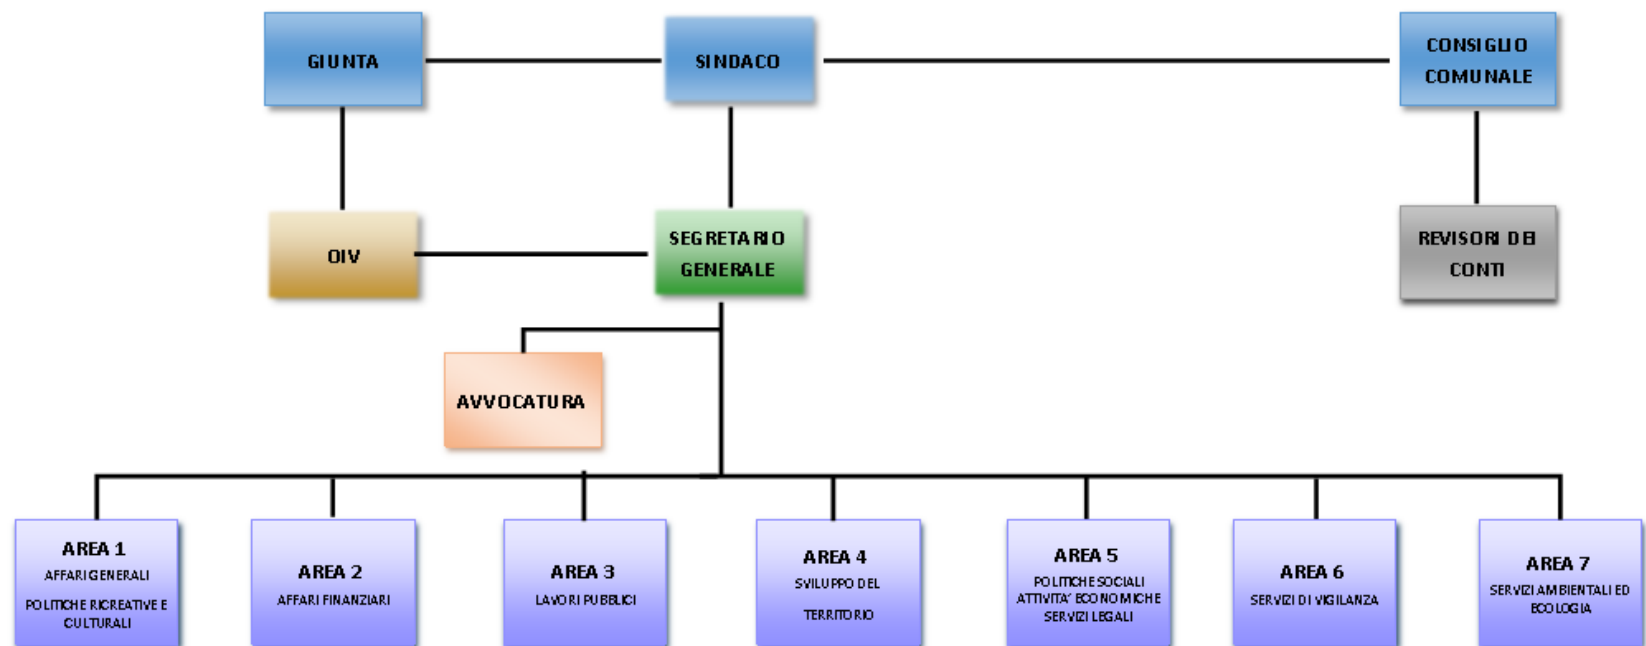 GIUNTA
SINDACO
CONSIGLIO
COMUNALE
OIV
SEGRETARIO
GENERALE
REVISORI DEI
CONTI
AVVOCATURA
AREA 1
AFFARI GENERALI
POLITICHE RICREATIVE E
CULTURALI
AREA 2
AFFARI FINANZIARI
AREA 3
LAVORI PUBBLICI
AREA 4
SVILUPPO DEL
TERRITORIO
AREA 5
POLITICHE SOCIALI
ATTIVITA' ECONOMICHE
SERVIZI LEGALI
AREA 6
SERVIZI DI VIGILANZA
AREA 7
SERVIZI AMBIENTALI ED
ECOLOGIA